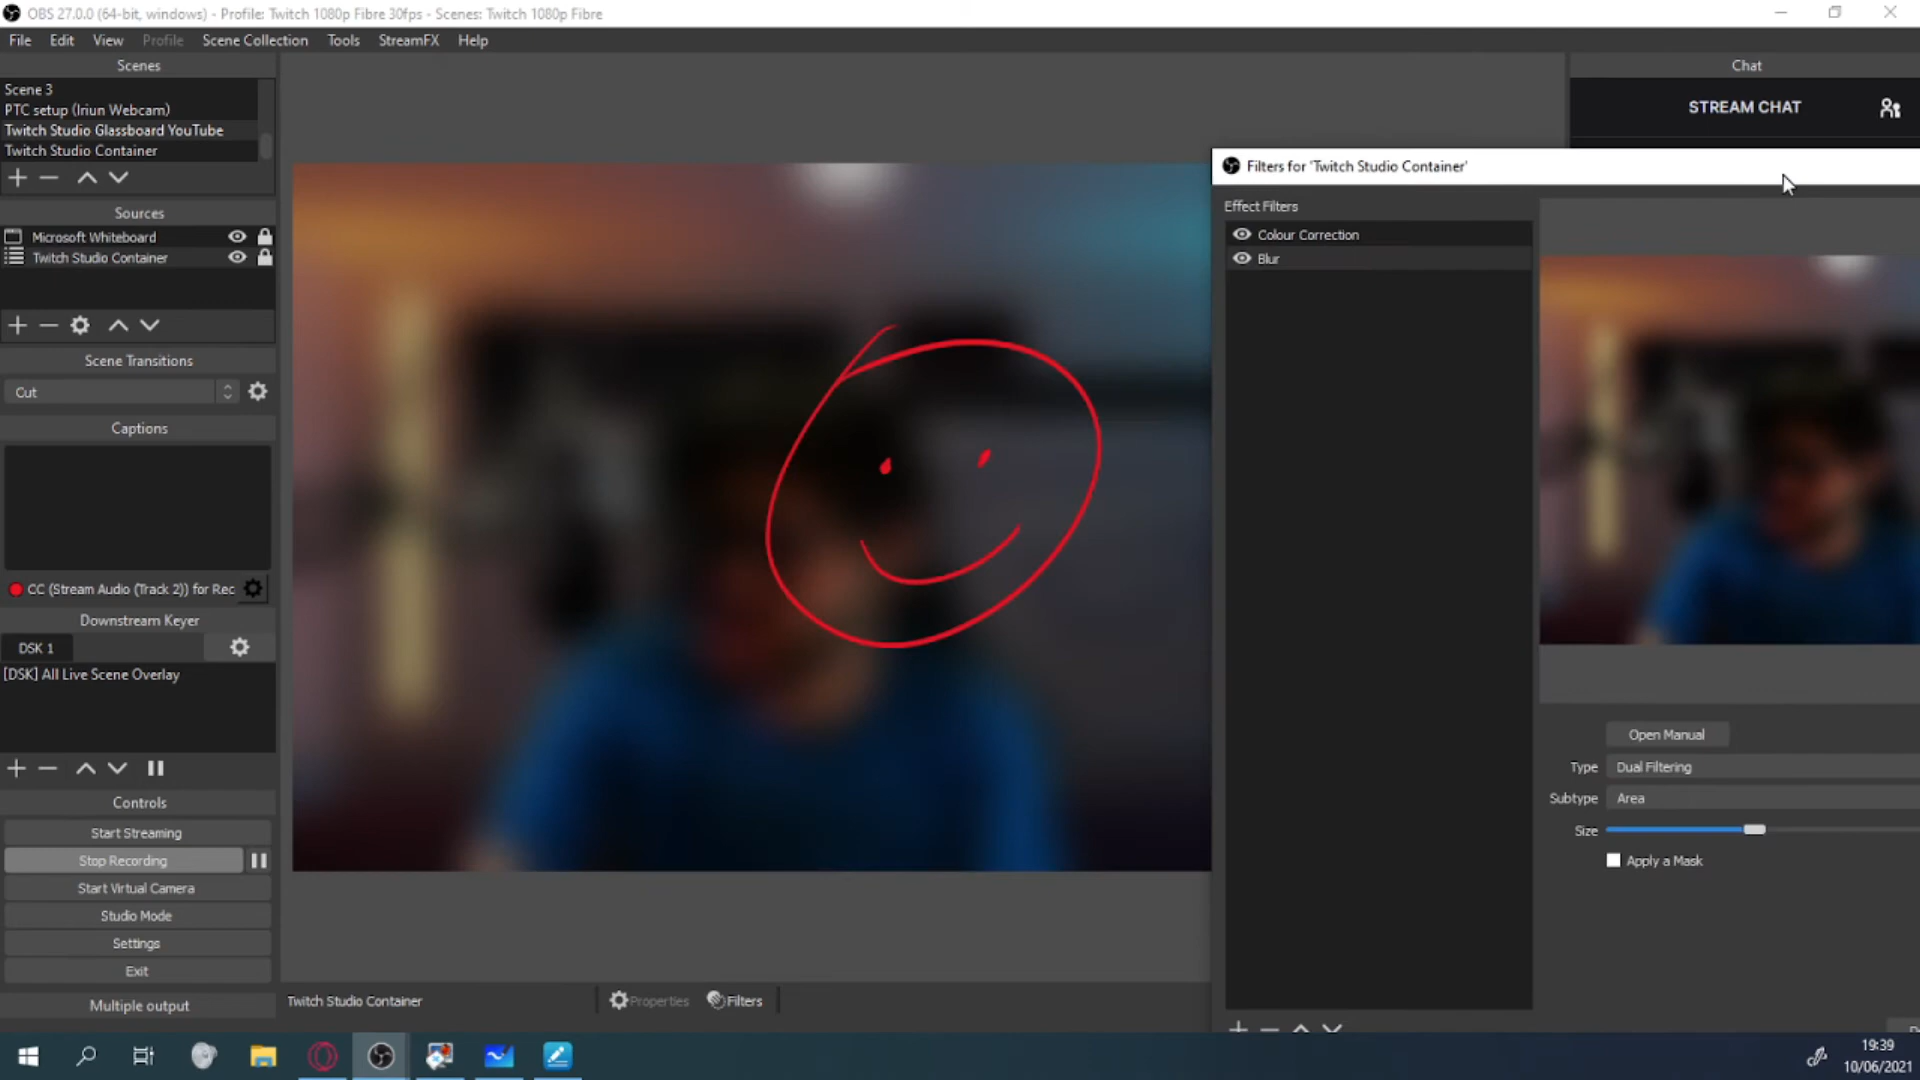 OBS 27.0.0 (64-bit, windows) - Profile: Twitch 1080p Fibre 30fps - Scenes: Twitch 1080p Fibre
File Edit View Profile Scene Collection Tools StreamFX Help
Scenes
Scene 3
PTC setup (Iriun Webcam)
Twitch Studio Glassboard YouTube
Twitch Studio Container
Sources
Microsoft Whiteboard
Twitch Studio Container
Scene Transitions
Cut
Captions
CC (Stream Audio (Track 2)) for Rec
Downstream Keyer
DSK 1
[DSK] All Live Scene Overlay
Controls
Start Streaming
Stop Recording
Start Virtual Camera
Studio Mode
Settings
Exit
Multiple output
Twitch Studio Container
Properties
Filters
Chat
STREAM CHAT
Filters for 'Twitch Studio Container'
Effect Filters
Colour Correction
Blur
Open Manual
Type Dual Filtering
Subtype Area
Size
Apply a Mask
19:39
10/06/2021